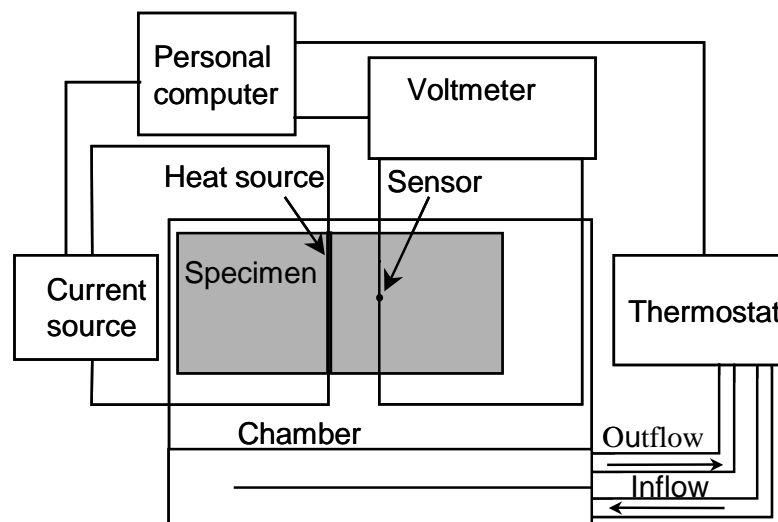 Personal
computer
Voltmeter
Heat source
Sensor
Specimen
Current
source
Thermostat
Chamber
Outflow
Inflow